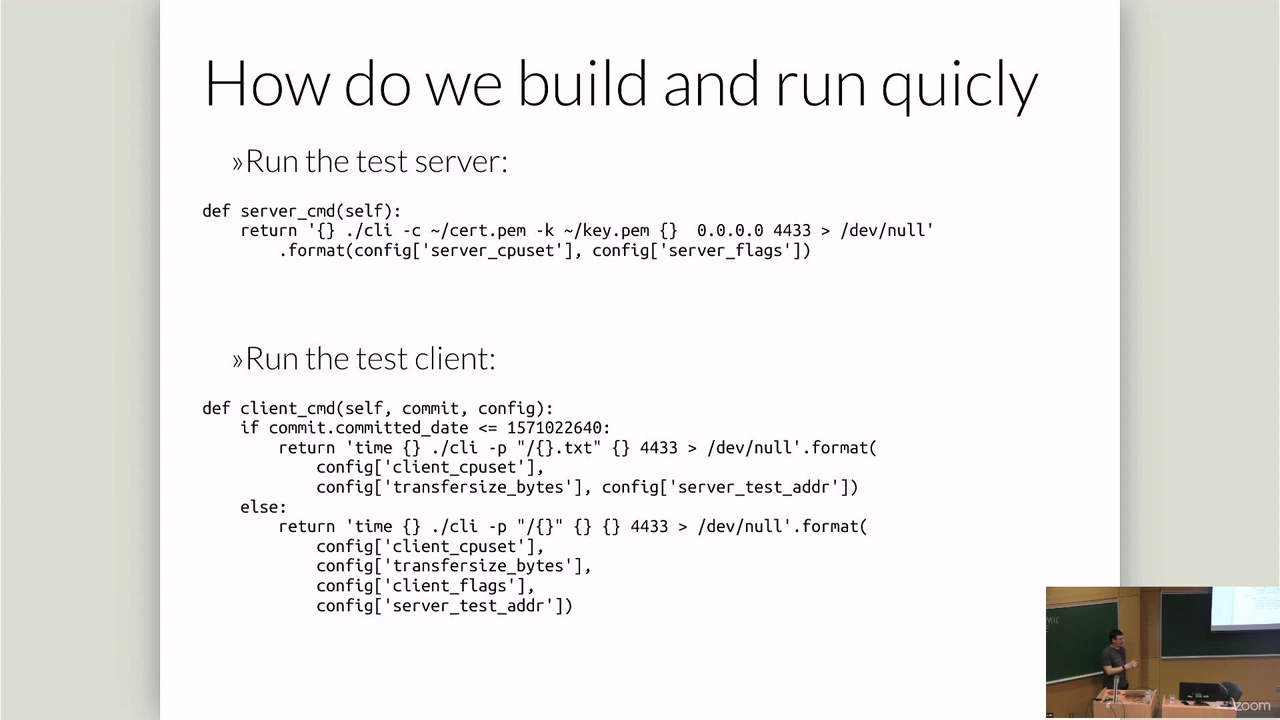 How do we build and run quicly
»Run the test server:
def server_cmd(self):
    return '{} ./cli -c ~/cert.pem -k ~/key.pem {}  0.0.0.0 4433 > /dev/null'
        .format(config['server_cpuset'], config['server_flags'])
»Run the test client:
def client_cmd(self, commit, config):
    if commit.committed_date <= 1571022640:
        return 'time {} ./cli -p "/{}.txt" {} 4433 > /dev/null'.format(
            config['client_cpuset'],
            config['transfersize_bytes'], config['server_test_addr'])
    else:
        return 'time {} ./cli -p "/{}" {} {} 4433 > /dev/null'.format(
            config['client_cpuset'],
            config['transfersize_bytes'],
            config['client_flags'],
            config['server_test_addr'])
zoom